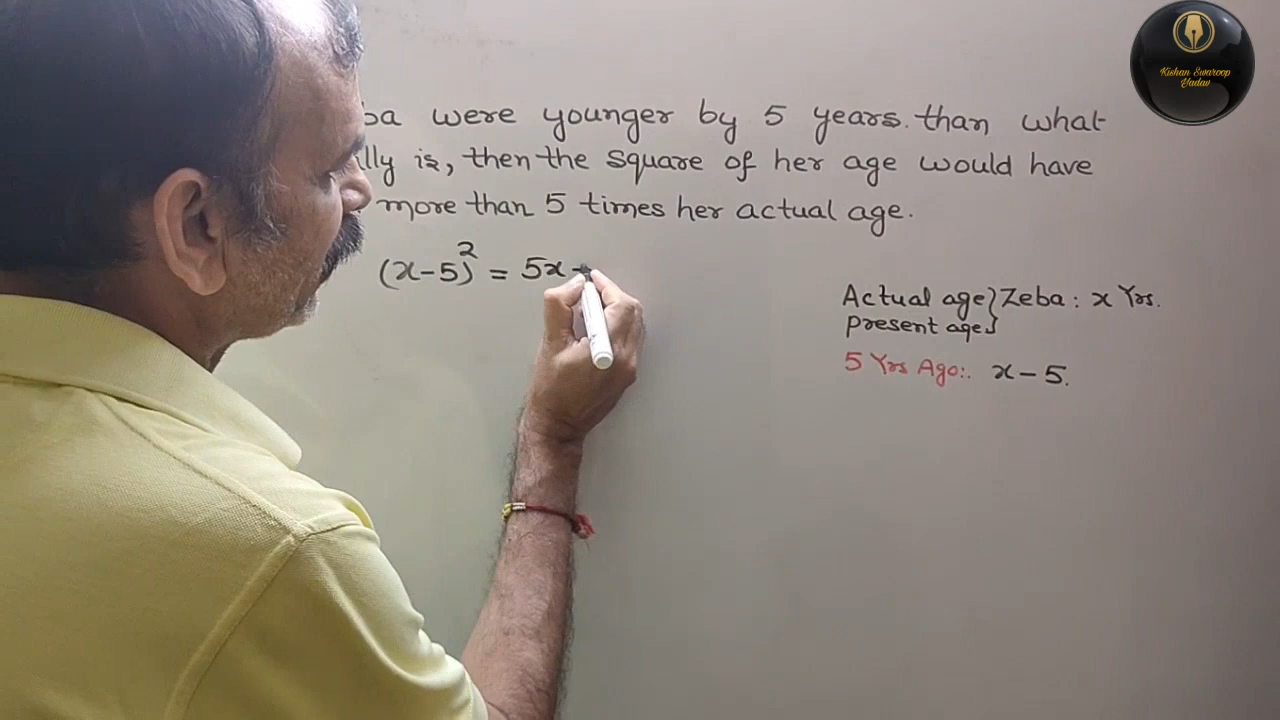 were younger by 5 years. than what
is, then the square of her age would have
more than 5 times her actual age.
(x-5)² = 5x
Actual age} Zeba : x Yrs.
present age}
5 Yrs Ago:. x - 5.
Kishan Swaroop
Yadav